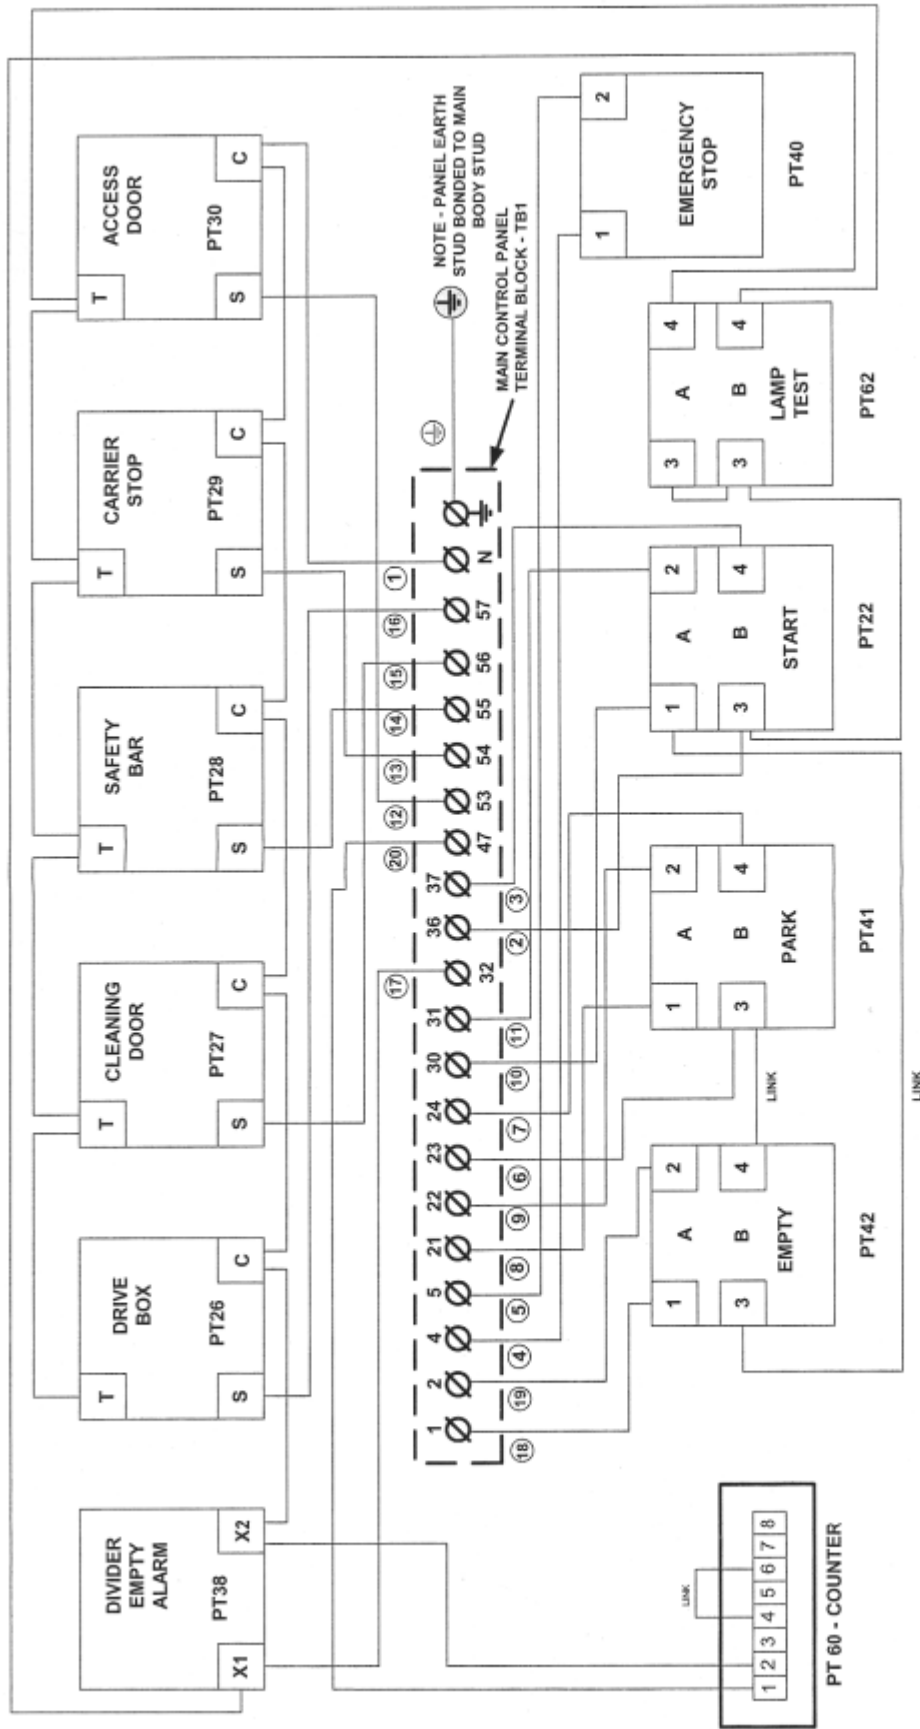 DIVIDER
EMPTY
ALARM
PT38
X1
X2
DRIVE
BOX
PT26
T
S
C
CLEANING
DOOR
PT27
T
S
C
SAFETY
BAR
PT28
T
S
C
CARRIER
STOP
PT29
T
S
C
ACCESS
DOOR
PT30
T
S
C
NOTE - PANEL EARTH
STUD BONDED TO MAIN
BODY STUD
MAIN CONTROL PANEL
TERMINAL BLOCK - TB1
17
20
12
13
14
15
16
1
1 2 4 5 21 22 23 24 30 31 32 36 37 47 53 54 55 56 57 N
18
19
4
5
8
9
6
7
10
11
2
3
LINK
1 2 3 4 5 6 7 8
PT 60 - COUNTER
1
A
2
3
B
4
EMPTY
PT42
LINK
1
A
2
3
B
4
PARK
PT41
LINK
1
A
2
3
B
4
START
PT22
3
A
4
3
B
4
LAMP
TEST
PT62
1
2
EMERGENCY
STOP
PT40